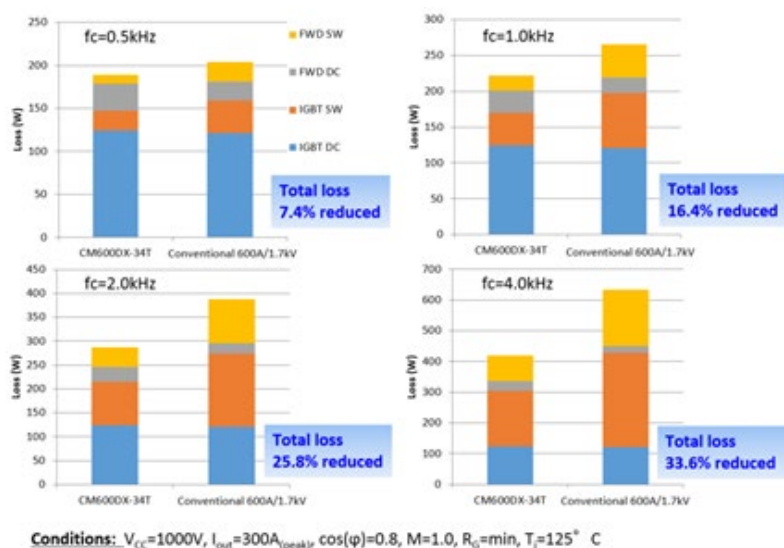 fc=0.5kHz
Loss (W)
250
200
150
100
50
0
FWD SW
FWD DC
IGBT SW
IGBT DC
Total loss
7.4% reduced
CM600DX-34T
Conventional 600A/1.7kV
fc=1.0kHz
Loss (W)
300
250
200
150
100
50
0
Total loss
16.4% reduced
CM600DX-34T
Conventional 600A/1.7kV
fc=2.0kHz
Loss (W)
450
400
350
300
250
200
150
100
50
0
Total loss
25.8% reduced
CM600DX-34T
Conventional 600A/1.7kV
fc=4.0kHz
Loss (W)
700
600
500
400
300
200
100
0
Total loss
33.6% reduced
CM600DX-34T
Conventional 600A/1.7kV
Conditions: VCC=1000V, Iout=300A(peak), cos(φ)=0.8, M=1.0, RG=min, Tj=125° C